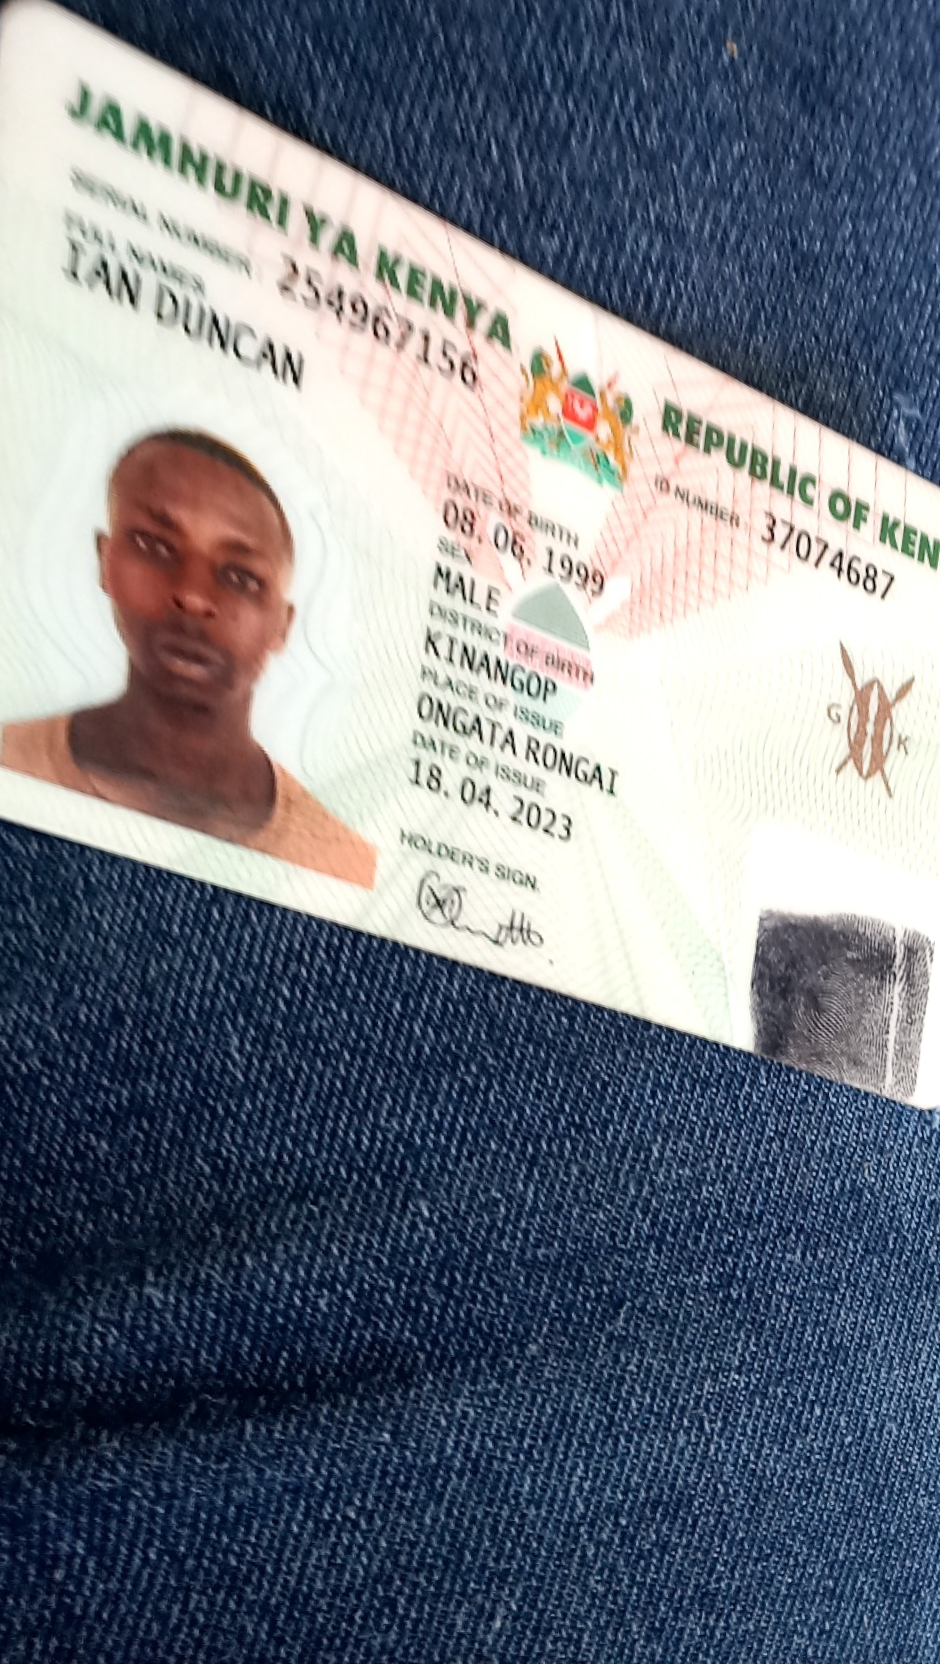 JAMNURI YA KENYA
REPUBLIC OF KEN
SERIAL NUMBER: 254967156
ID NUMBER: 37074687
FULL NAMES
IAN DUNCAN
DATE OF BIRTH
08. 06. 1999
SEX
MALE
DISTRICT OF BIRTH
KINANGOP
PLACE OF ISSUE
ONGATA RONGAI
DATE OF ISSUE
18. 04. 2023
HOLDER'S SIGN.
G K